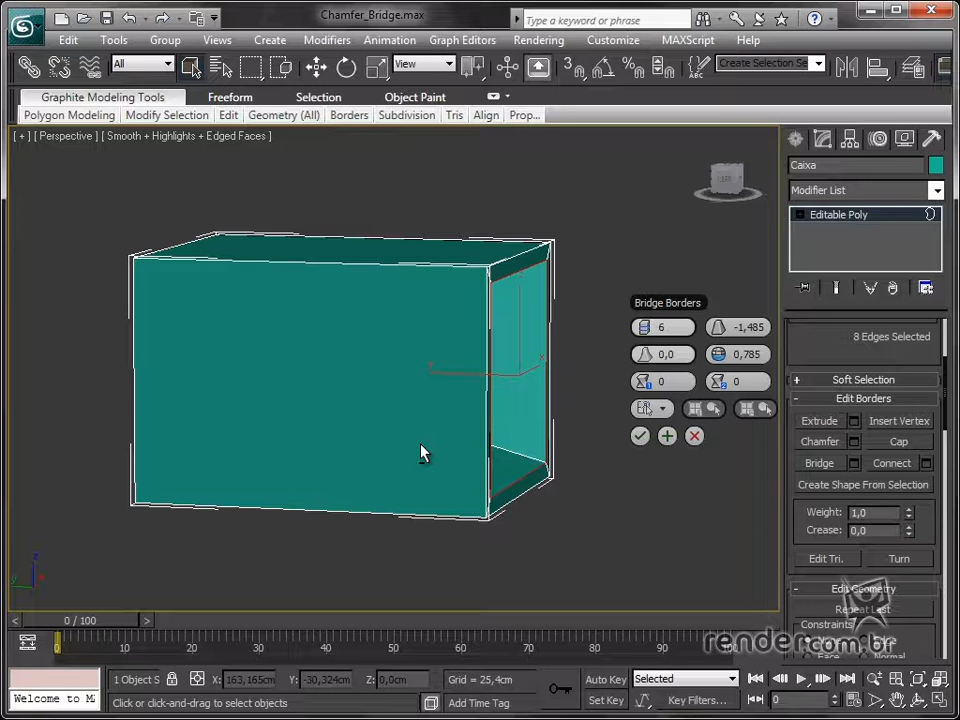 Chamfer_Bridge.max
Type a keyword or phrase
Edit Tools Group Views Create Modifiers Animation Graph Editors Rendering Customize MAXScript Help
All View Create Selection Se
Graphite Modeling Tools Freeform Selection Object Paint
Polygon Modeling Modify Selection Edit Geometry (All) Borders Subdivision Tris Align Prop...
[ + ] [ Perspective ] [ Smooth + Highlights + Edged Faces ]
Caixa
Modifier List
Editable Poly
Bridge Borders
6 -1,485
0,0 0,785
0 0
8 Edges Selected
+ Soft Selection
- Edit Borders
Extrude Insert Vertex
Chamfer Cap
Bridge Connect
Create Shape From Selection
Weight: 1,0
Crease: 0,0
Edit Tri. Turn
- Edit Geometry
Repeat Last
Constraints
Edge
Face Normal
render.com.br
0 / 100
0 10 20 30 40 50 60 70 80 90 100
1 Object S X: 163,165cm Y: -30,324cm Z: 0,0cm Grid = 25,4cm Auto Key Selected
Welcome to M Click or click-and-drag to select objects Add Time Tag Set Key Key Filters... 0